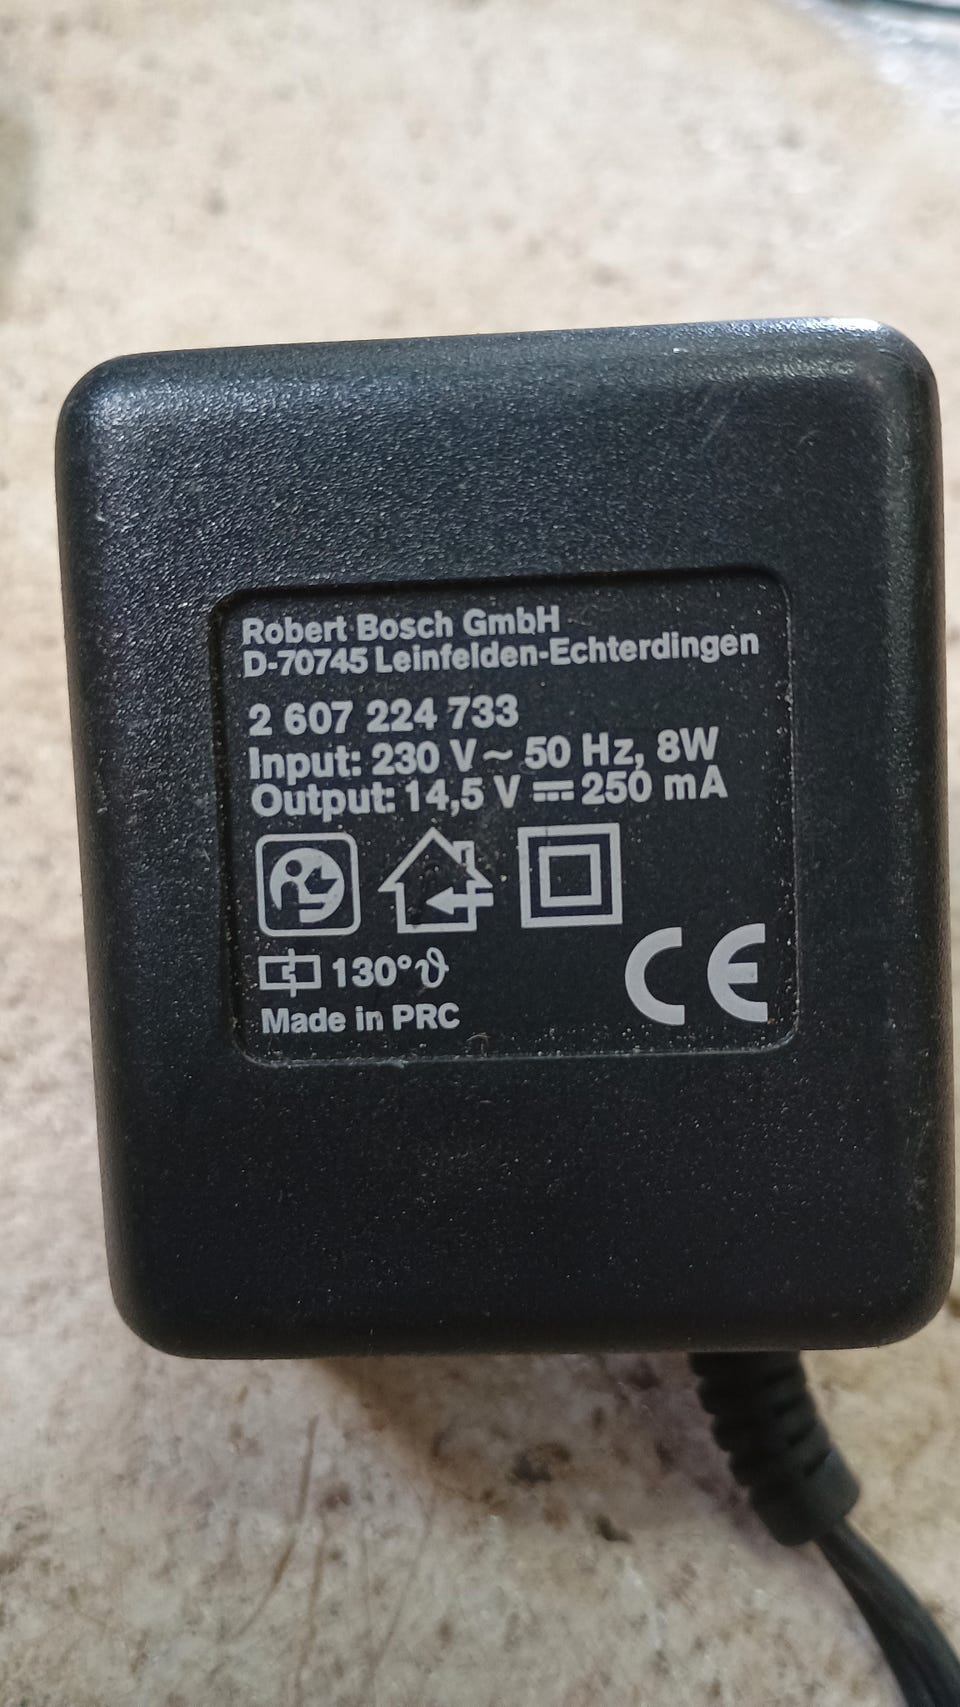 Robert Bosch GmbH
D-70745 Leinfelden-Echterdingen
2 607 224 733
Input: 230 V ~ 50 Hz, 8W
Output: 14,5 V ⎓ 250 mA
130° ϑ
CE
Made in PRC